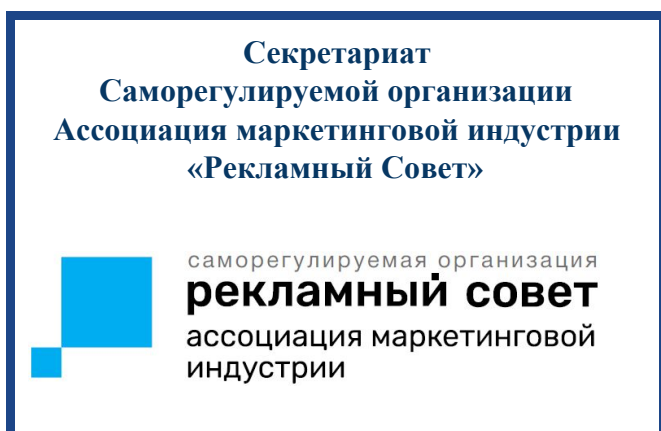 Секретариат
Саморегулируемой организации
Ассоциация маркетинговой индустрии
«Рекламный Совет»
саморегулируемая организация
рекламный совет
ассоциация маркетинговой
индустрии